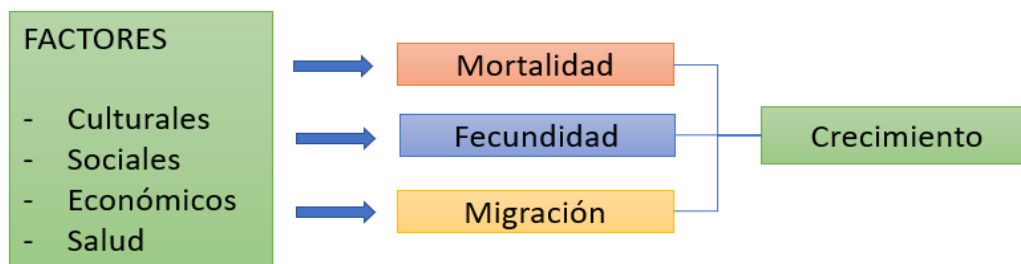 FACTORES
- Culturales
- Sociales
- Económicos
- Salud
Mortalidad
Fecundidad
Migración
Crecimiento